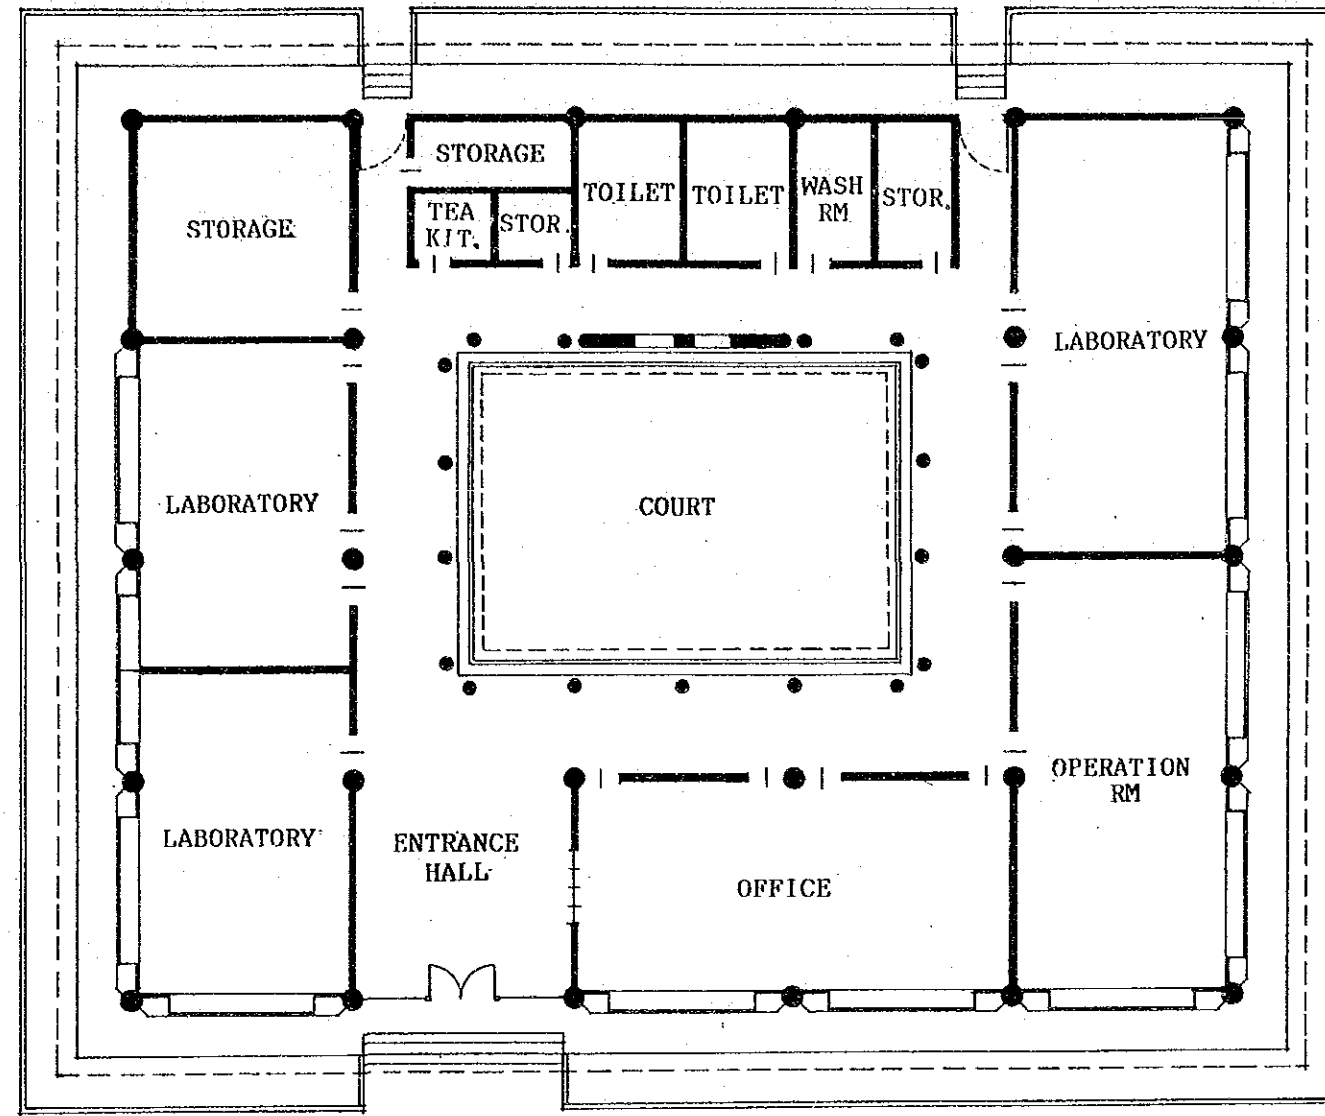 STORAGE
TOILET
TOILET
WASH
RM
STOR.
TEA
KIT.
STOR.
STORAGE
LABORATORY
LABORATORY
COURT
OPERATION
RM
LABORATORY
ENTRANCE
HALL
OFFICE